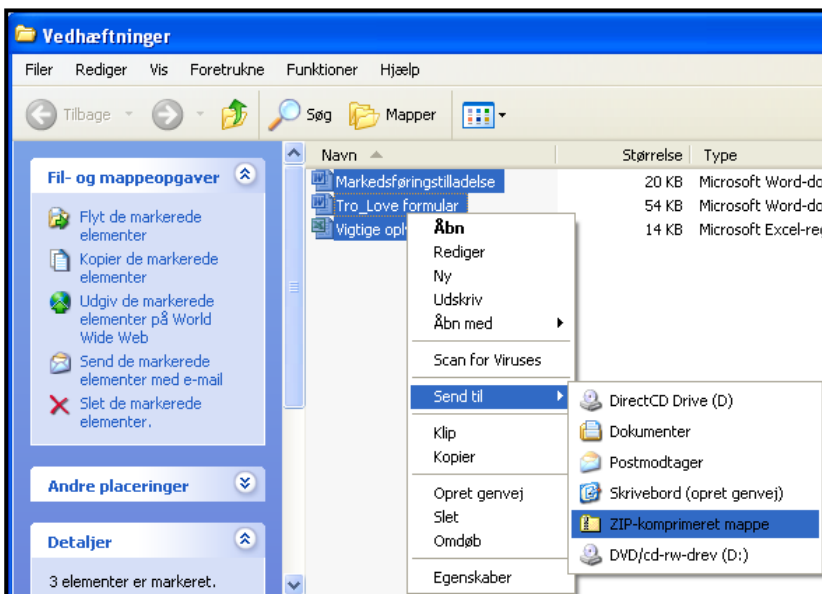 Vedhæftninger
Filer Rediger Vis Foretrukne Funktioner Hjælp
Tilbage Søg Mapper
Navn Størrelse Type
Fil- og mappeopgaver
Flyt de markerede
elementer
Kopier de markerede
elementer
Udgiv de markerede
elementer på World
Wide Web
Send de markerede
elementer med e-mail
Slet de markerede
elementer.
Andre placeringer
Detaljer
3 elementer er markeret.
Markedsføringstilladelse 20 KB Microsoft Word-do
Tro_Love formular 54 KB Microsoft Word-do
Vigtige opl 14 KB Microsoft Excel-reg
Åbn
Rediger
Ny
Udskriv
Åbn med
Scan for Viruses
Send til
Klip
Kopier
Opret genvej
Slet
Omdøb
Egenskaber
DirectCD Drive (D)
Dokumenter
Postmodtager
Skrivebord (opret genvej)
ZIP-komprimeret mappe
DVD/cd-rw-drev (D:)